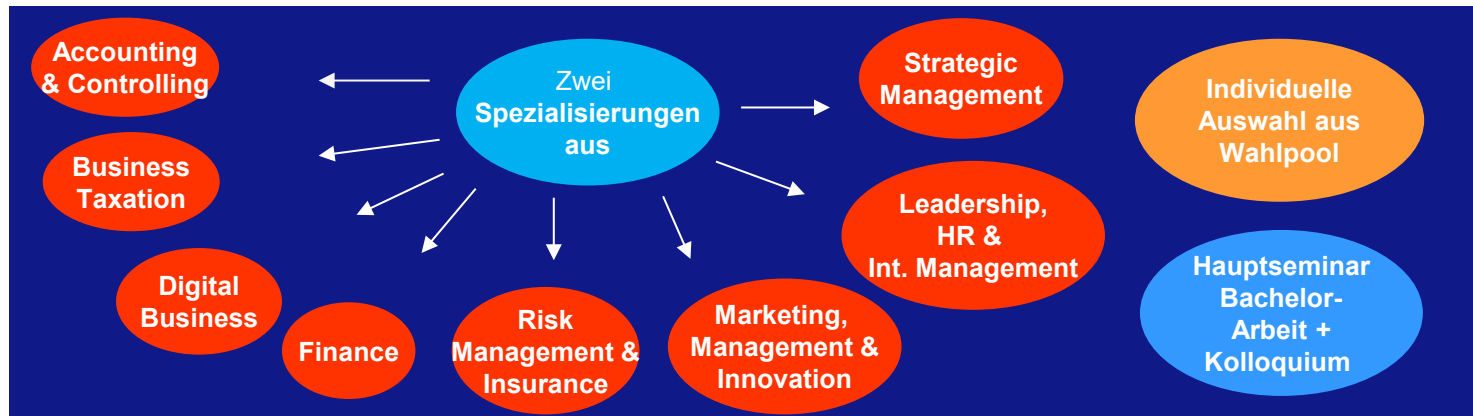 Accounting
& Controlling
Business
Taxation
Digital
Business
Finance
Zwei
Spezialisierungen
aus
Risk
Management &
Insurance
Marketing,
Management &
Innovation
Strategic
Management
Leadership,
HR &
Int. Management
Individuelle
Auswahl aus
Wahlpool
Hauptseminar
Bachelor-
Arbeit +
Kolloquium